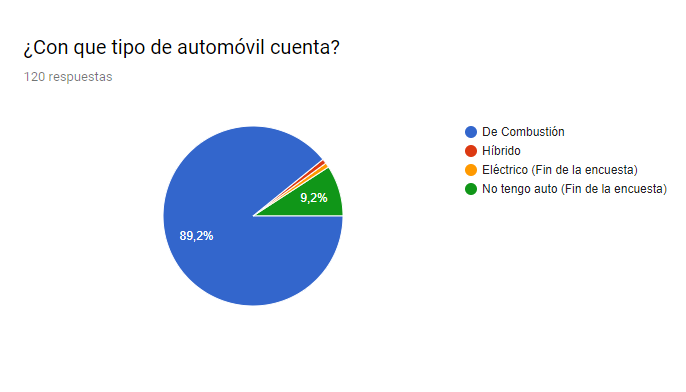 ¿Con que tipo de automóvil cuenta?
120 respuestas
De Combustión
Híbrido
Eléctrico (Fin de la encuesta)
No tengo auto (Fin de la encuesta)
9,2%
89,2%